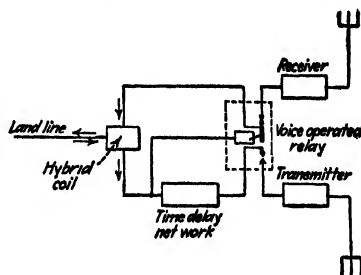 Receiver
Land line
Voice operated
relay
Hybrid
coil
Transmitter
Time delay
net work